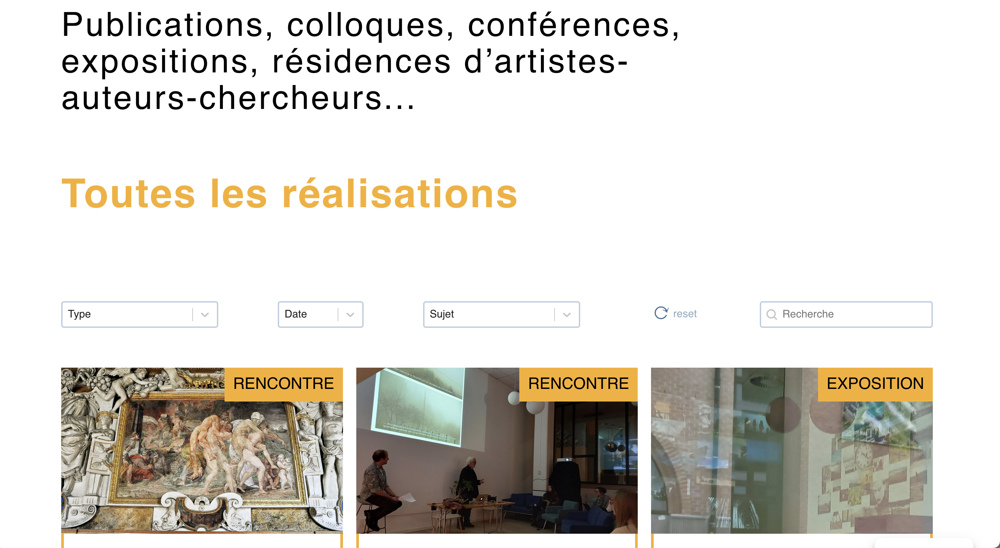 Publications, colloques, conférences,
expositions, résidences d’artistes-
auteurs-chercheurs…
Toutes les réalisations
Type
Date
Sujet
reset
Recherche
RENCONTRE
RENCONTRE
EXPOSITION